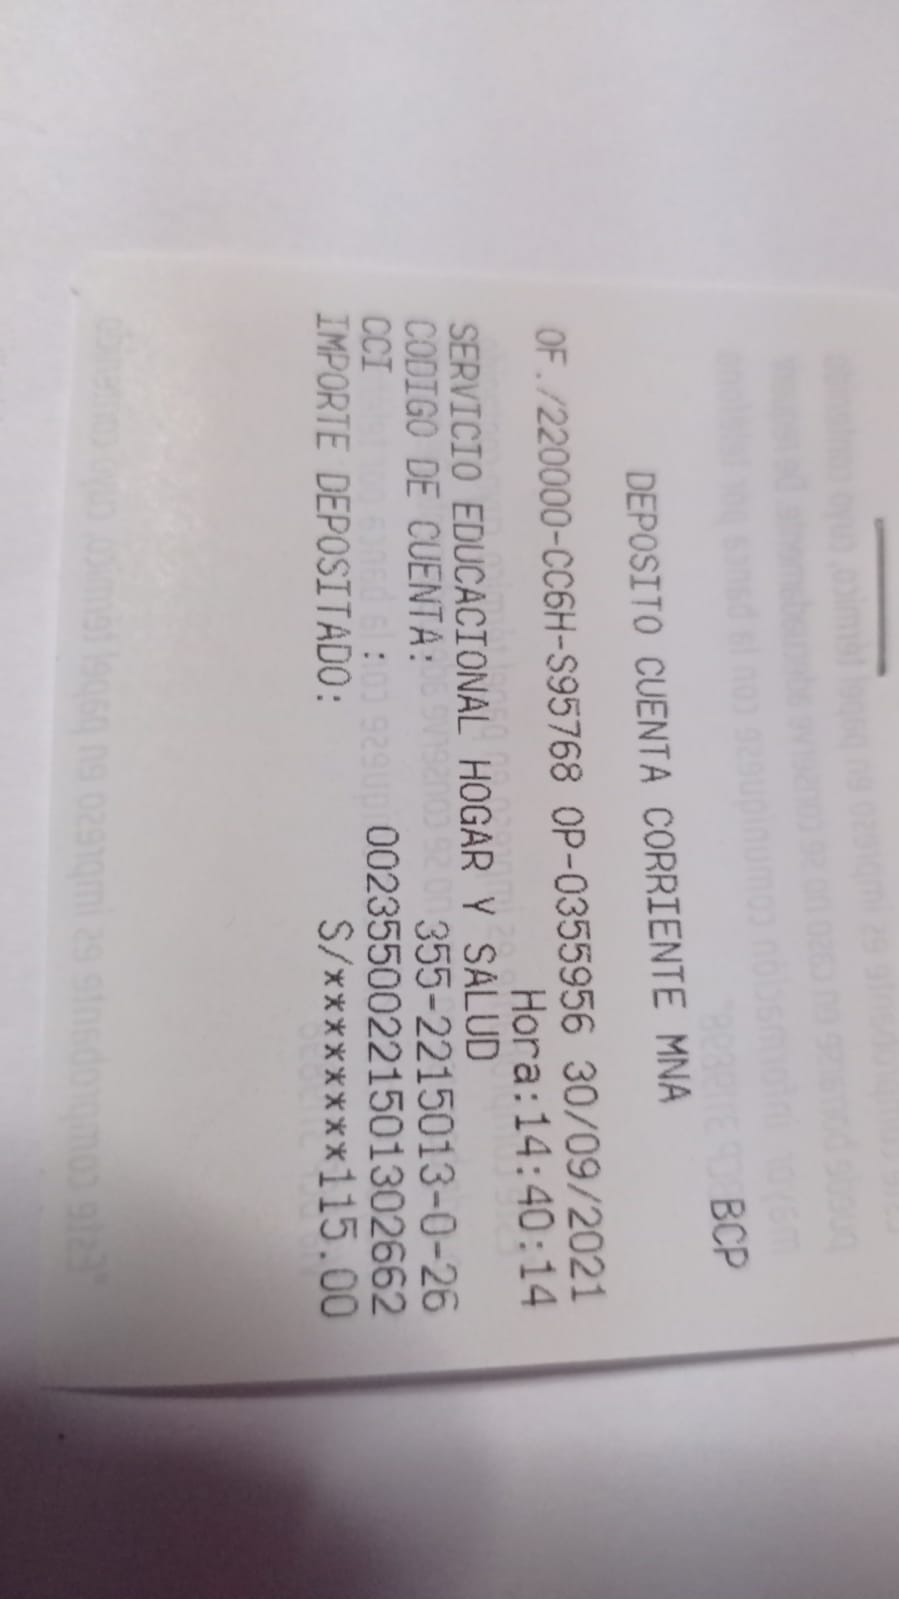 BCP
DEPOSITO CUENTA CORRIENTE MNA
OF./220000-CC6H-S95768 OP-0355956 30/09/2021
Hora:14:40:14
SERVICIO EDUCACIONAL HOGAR Y SALUD
CODIGO DE CUENTA: 355-2215013-0-26
CCI : 00235500221501302662
IMPORTE DEPOSITADO: S/********115.00